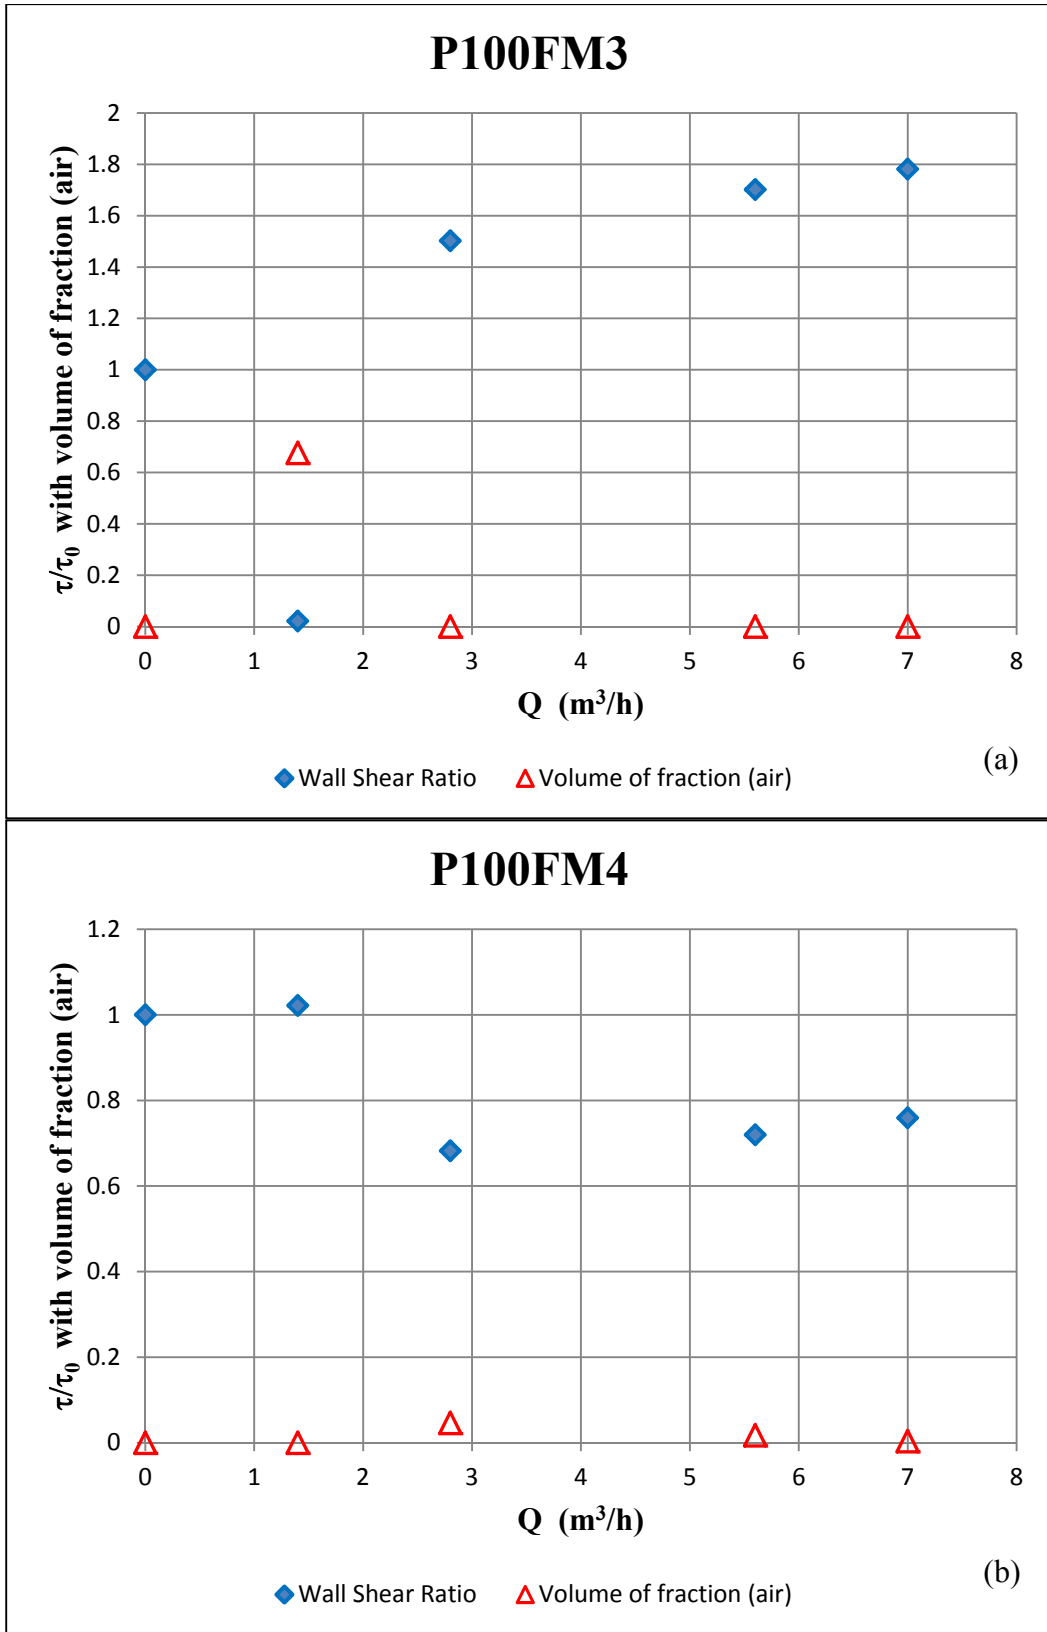 P100FM3
2
1.8
1.6
1.4
1.2
1
0.8
0.6
0.4
0.2
0
τ/τ₀ with volume of fraction (air)
0 1 2 3 4 5 6 7 8
Q (m³/h)
Wall Shear Ratio Volume of fraction (air)
(a)
P100FM4
1.2
1
0.8
0.6
0.4
0.2
0
τ/τ₀ with volume of fraction (air)
0 1 2 3 4 5 6 7 8
Q (m³/h)
Wall Shear Ratio Volume of fraction (air)
(b)